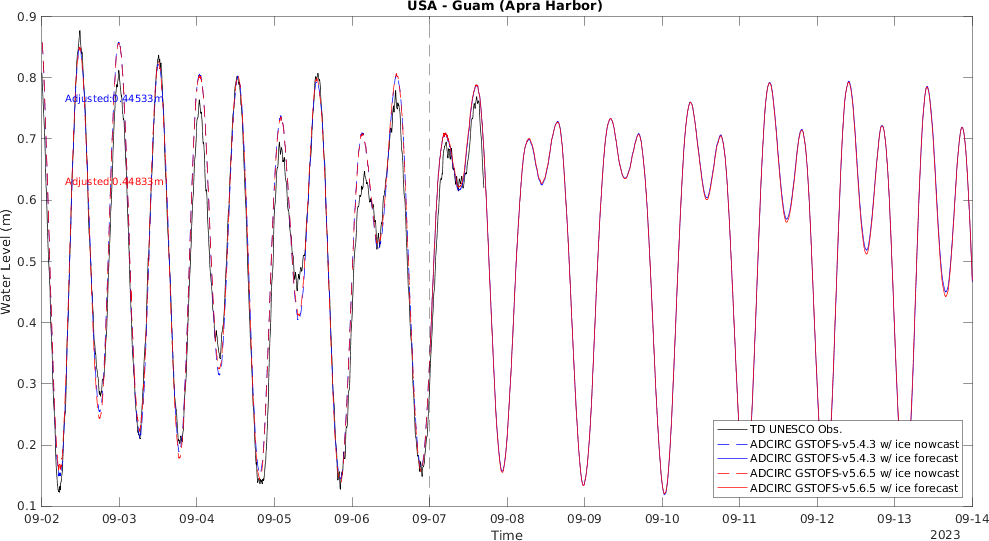 USA - Guam (Apra Harbor)
0.9
0.8
0.7
0.6
0.5
0.4
0.3
0.2
0.1
Water Level (m)
Adjusted:0.44533m
Adjusted:0.44833m
TD UNESCO Obs.
ADCIRC GSTOFS-v5.4.3 w/ ice nowcast
ADCIRC GSTOFS-v5.4.3 w/ ice forecast
ADCIRC GSTOFS-v5.6.5 w/ ice nowcast
ADCIRC GSTOFS-v5.6.5 w/ ice forecast
09-02 09-03 09-04 09-05 09-06 09-07 09-08 09-09 09-10 09-11 09-12 09-13 09-14
Time
2023